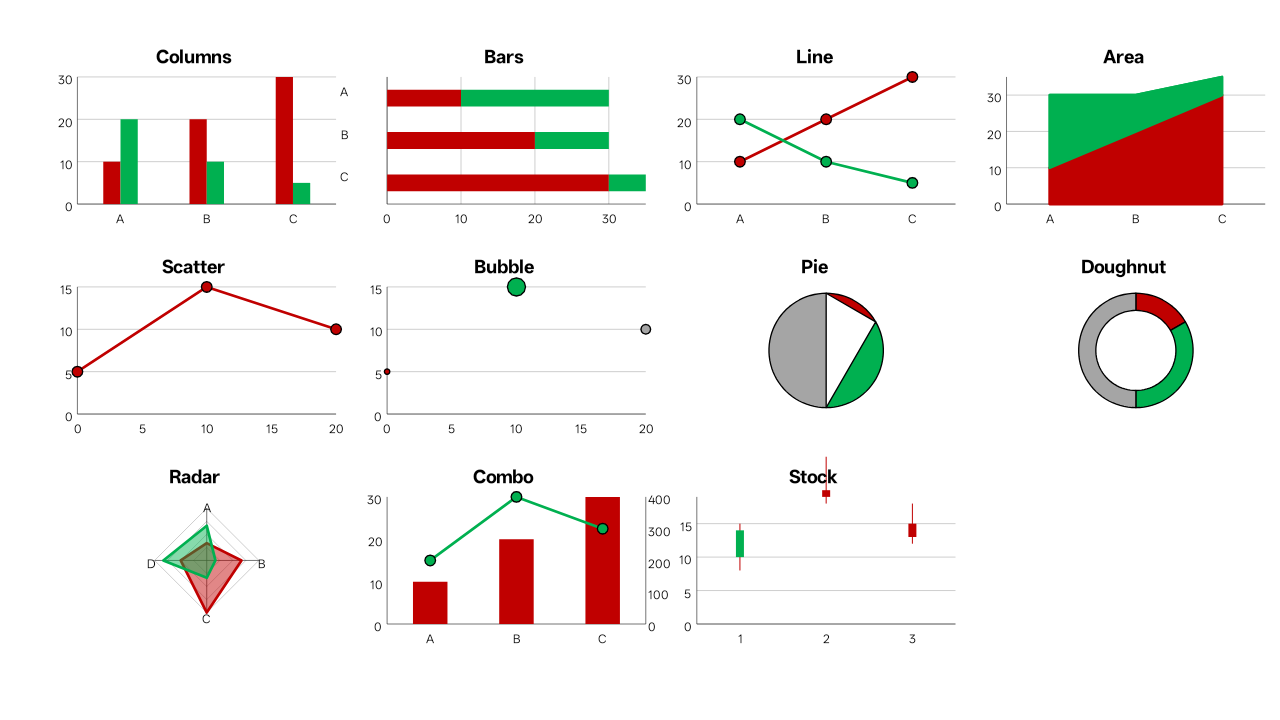 Columns
30
20
10
0
A B C
Bars
A
B
C
0 10 20 30
Line
30
20
10
0
A B C
Area
30
20
10
0
A B C
Scatter
15
10
5
0
0 5 10 15 20
Bubble
15
10
5
0
0 5 10 15 20
Pie
Doughnut
Radar
A
D B
C
Combo
30
20
10
0
400
300
200
100
0
A B C
Stock
15
10
5
0
1 2 3